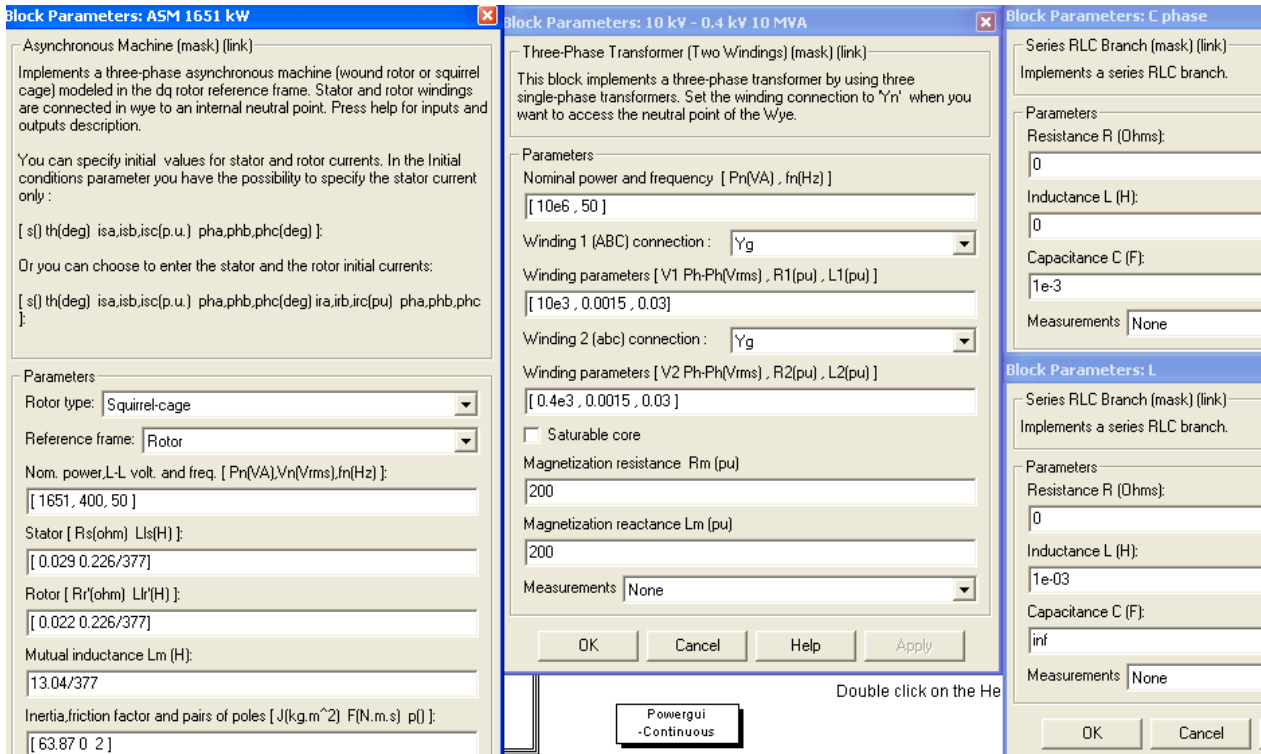 Block Parameters: ASM 1651 kW
Asynchronous Machine (mask) (link)
Implements a three-phase asynchronous machine (wound rotor or squirrel
cage) modeled in the dq rotor reference frame. Stator and rotor windings
are connected in wye to an internal neutral point. Press help for inputs and
outputs description.
You can specify initial values for stator and rotor currents. In the Initial
conditions parameter you have the possibility to specify the stator current
only :
[ s() th(deg) isa,isb,isc(p.u.) pha,phb,phc(deg) ]:
Or you can choose to enter the stator and the rotor initial currents:
[ s() th(deg) isa,isb,isc(p.u.) pha,phb,phc(deg) ira,irb,irc(pu) pha,phb,phc
]:
Parameters
Rotor type: Squirrel-cage
Reference frame: Rotor
Nom. power,L-L volt. and freq. [ Pn(VA),Vn(Vrms),fn(Hz) ]:
[ 1651, 400, 50 ]
Stator [ Rs(ohm) Lls(H) ]:
[ 0.029 0.226/377]
Rotor [ Rr'(ohm) Llr'(H) ]:
[ 0.022 0.226/377]
Mutual inductance Lm (H):
13.04/377
Inertia,friction factor and pairs of poles [ J(kg.m^2) F(N.m.s) p() ]:
[ 63.87 0 2 ]
Block Parameters: 10 kV - 0.4 kV 10 MVA
Three-Phase Transformer (Two Windings) (mask) (link)
This block implements a three-phase transformer by using three
single-phase transformers. Set the winding connection to 'Yn' when you
want to access the neutral point of the Wye.
Parameters
Nominal power and frequency [ Pn(VA) , fn(Hz) ]
[ 10e6 , 50 ]
Winding 1 (ABC) connection : Yg
Winding parameters [ V1 Ph-Ph(Vrms) , R1(pu) , L1(pu) ]
[ 10e3 , 0.0015 , 0.03]
Winding 2 (abc) connection : Yg
Winding parameters [ V2 Ph-Ph(Vrms) , R2(pu) , L2(pu) ]
[ 0.4e3 , 0.0015 , 0.03 ]
Saturable core
Magnetization resistance Rm (pu)
200
Magnetization reactance Lm (pu)
200
Measurements None
OK Cancel Help Apply
Double click on the He
Powergui
-Continuous
Block Parameters: C phase
Series RLC Branch (mask) (link)
Implements a series RLC branch.
Parameters
Resistance R (Ohms):
0
Inductance L (H):
0
Capacitance C (F):
1e-3
Measurements None
Block Parameters: L
Series RLC Branch (mask) (link)
Implements a series RLC branch.
Parameters
Resistance R (Ohms):
0
Inductance L (H):
1e-03
Capacitance C (F):
inf
Measurements None
OK Cancel